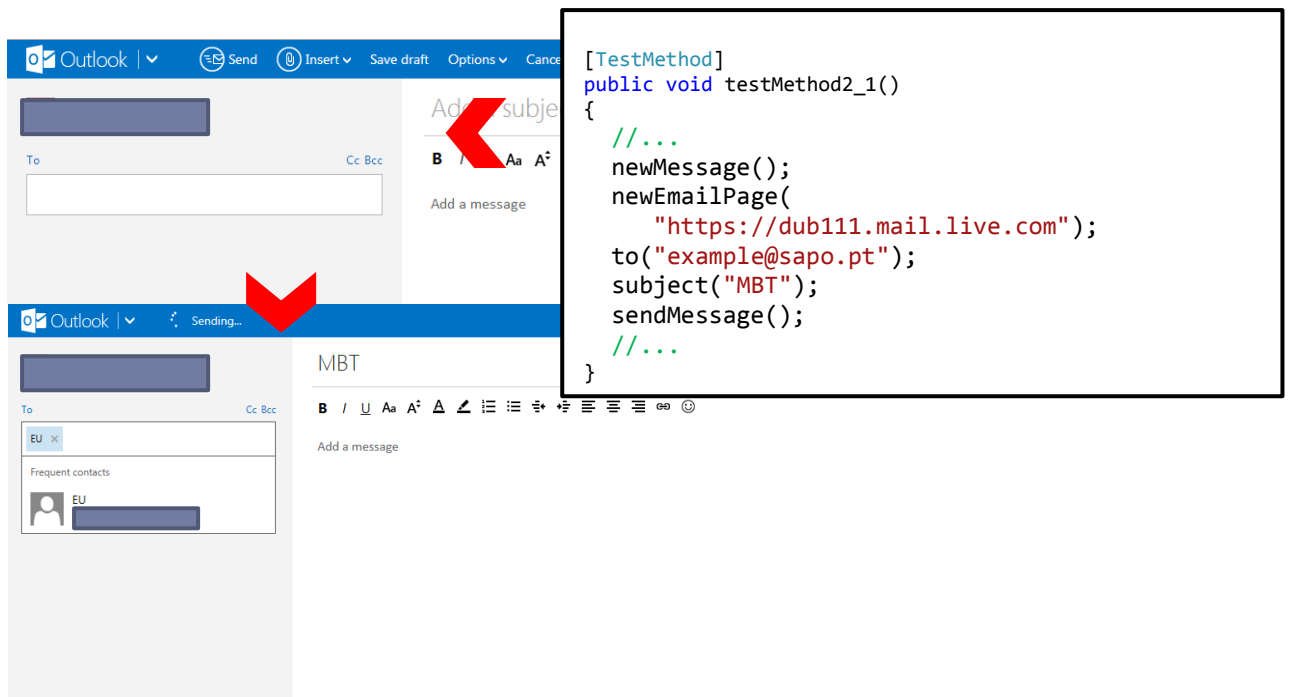 Outlook
Send
Insert
Save draft
Options
To
Cc Bcc
B
Aa A
Add a message
[TestMethod]
public void testMethod2_1()
{
//...
newMessage();
newEmailPage(
"https://dub111.mail.live.com");
to("example@sapo.pt");
subject("MBT");
sendMessage();
//...
}
Outlook
Sending...
MBT
To
Cc Bcc
B I U Aa A A
EU ×
Add a message
Frequent contacts
EU